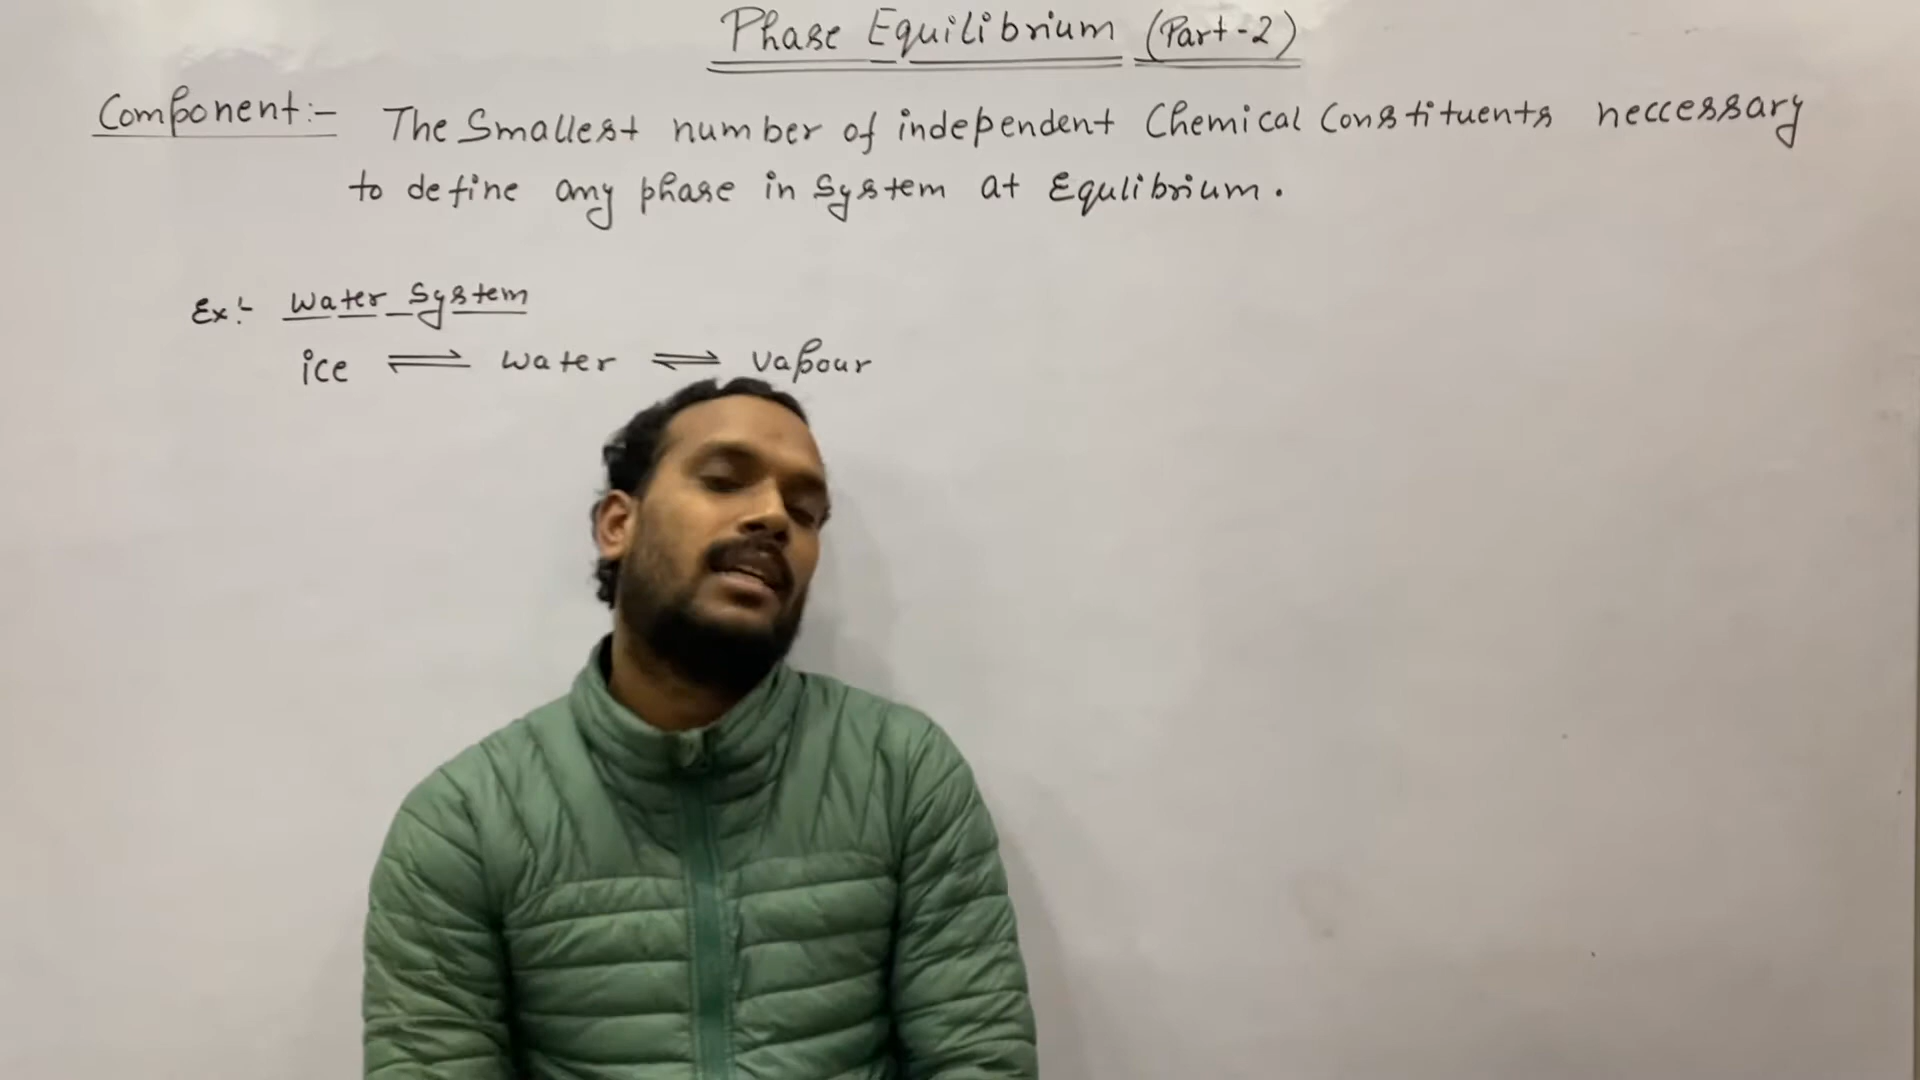 Phase Equilibrium (Part-2)
Component:- The Smallest number of independent Chemical Constituents neccessary
to define any phase in System at Equlibrium.
Ex:- Water System
ice ⇌ water ⇌ vapour